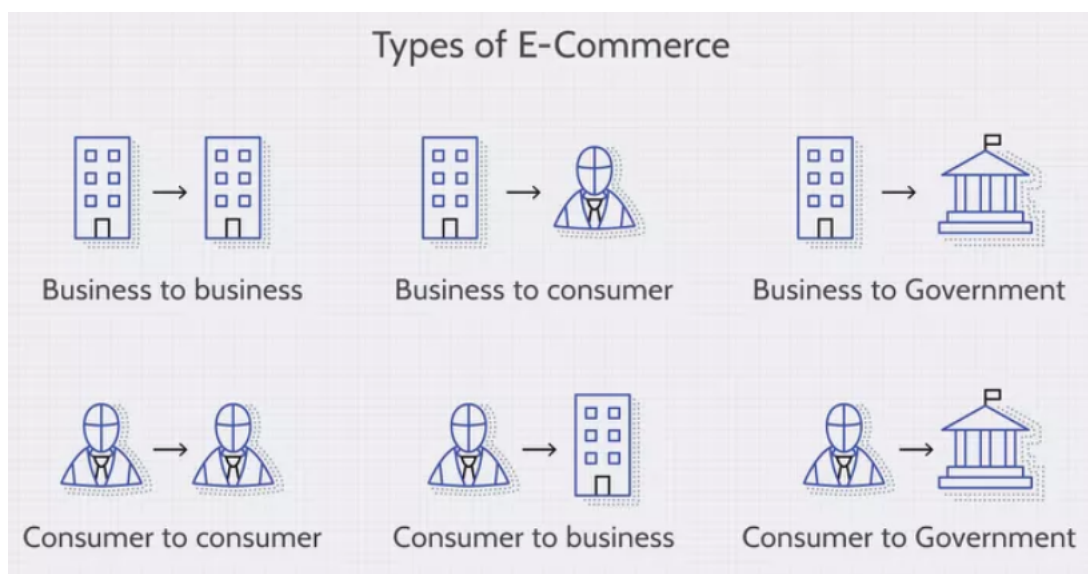 Types of E-Commerce
Business to business
Business to consumer
Business to Government
Consumer to consumer
Consumer to business
Consumer to Government